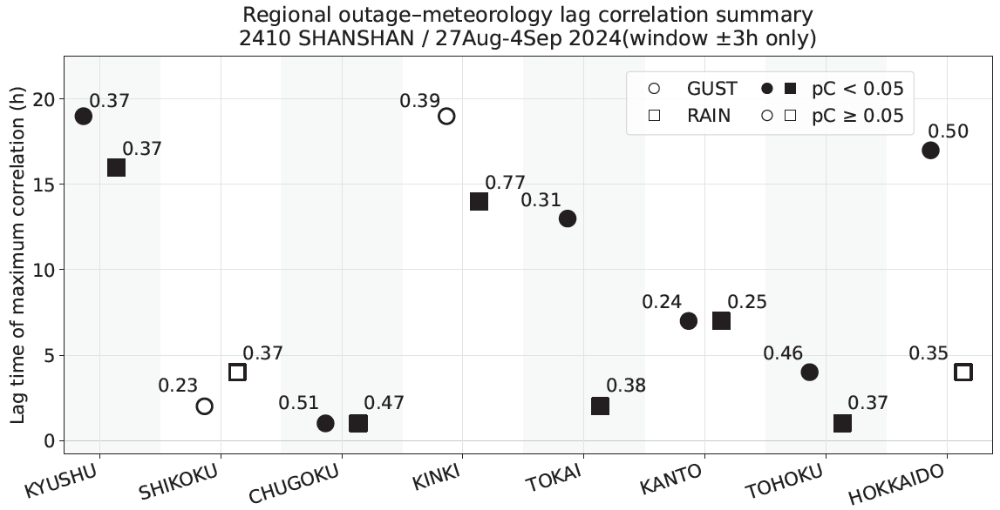 Regional outage–meteorology lag correlation summary
2410 SHANSHAN / 27Aug-4Sep 2024(window ±3h only)
Lag time of maximum correlation (h)
20
15
10
5
0
GUST
pC < 0.05
RAIN
pC ≥ 0.05
0.37
0.37
0.23
0.37
0.51
0.47
0.39
0.77
0.31
0.38
0.24
0.25
0.46
0.37
0.50
0.35
KYUSHU
SHIKOKU
CHUGOKU
KINKI
TOKAI
KANTO
TOHOKU
HOKKAIDO